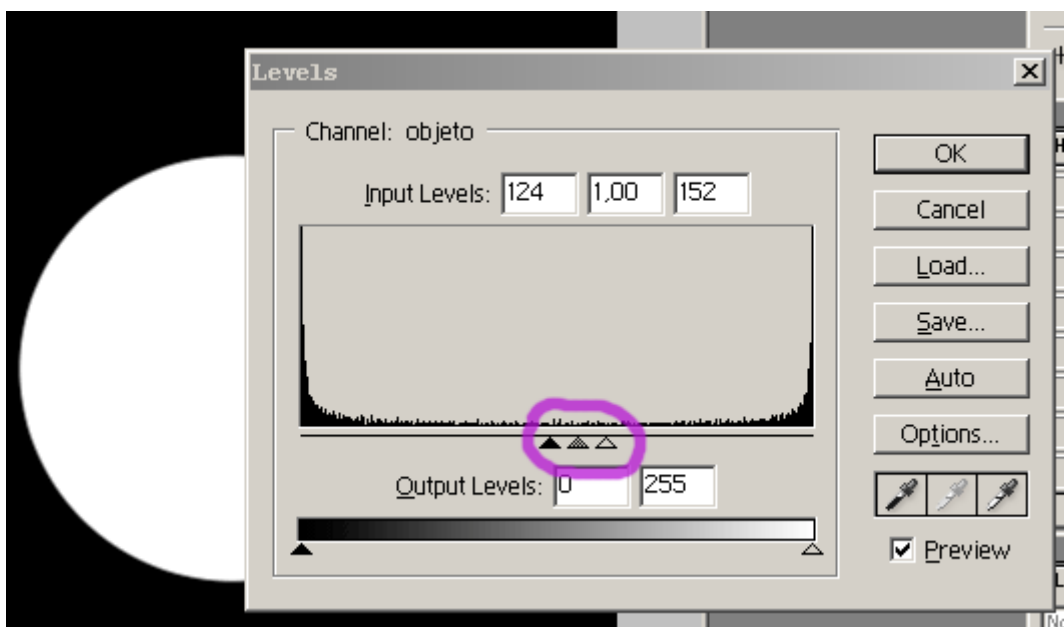 Levels
Channel: objeto
Input Levels: 124 1,00 152
Output Levels: 0 255
OK
Cancel
Load...
Save...
Auto
Options...
Preview